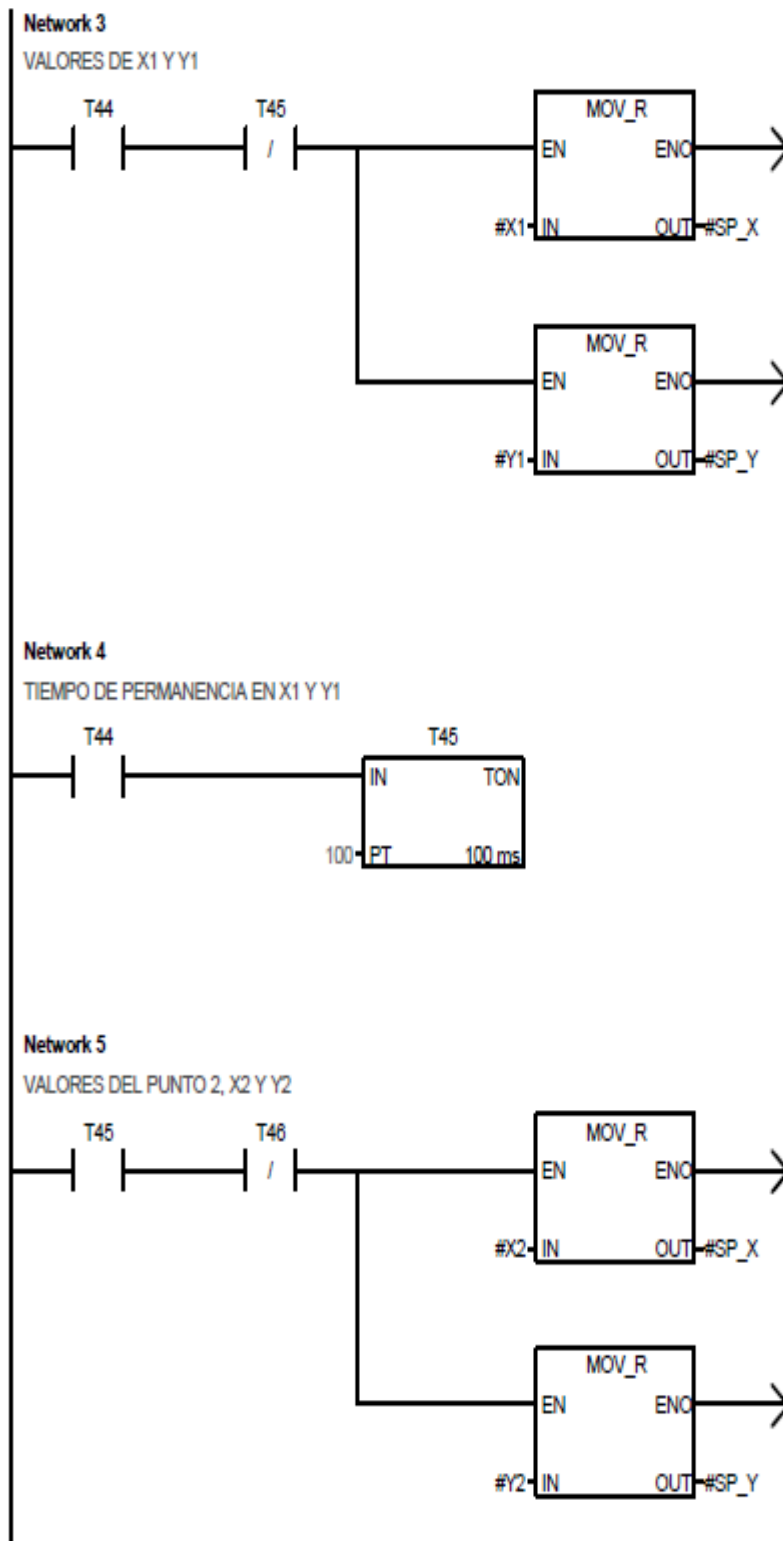 Network 3
VALORES DE X1 Y Y1
T44 T45
/
MOV_R
EN ENO
#X1 IN OUT #SP_X
MOV_R
EN ENO
#Y1 IN OUT #SP_Y
Network 4
TIEMPO DE PERMANENCIA EN X1 Y Y1
T44 T45
IN TON
100 PT 100 ms
Network 5
VALORES DEL PUNTO 2, X2 Y Y2
T45 T46
/
MOV_R
EN ENO
#X2 IN OUT #SP_X
MOV_R
EN ENO
#Y2 IN OUT #SP_Y